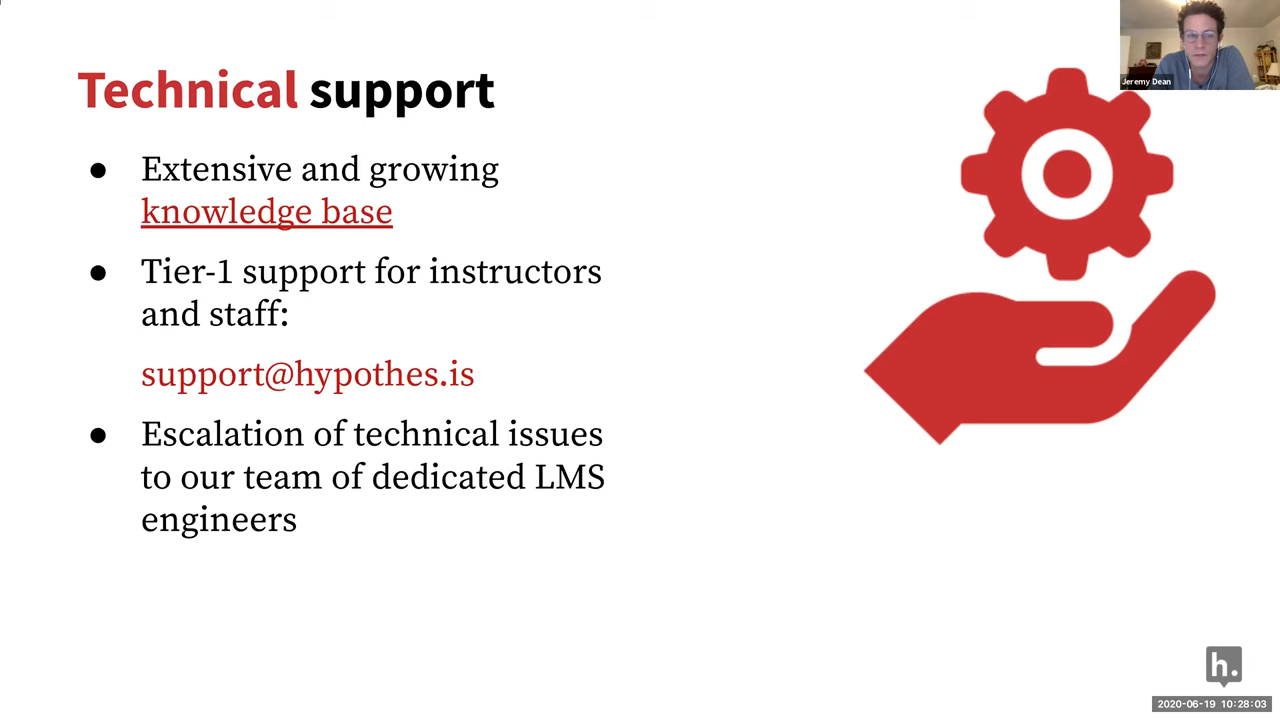 Technical support
● Extensive and growing
knowledge base
● Tier-1 support for instructors
and staff:
support@hypothes.is
● Escalation of technical issues
to our team of dedicated LMS
engineers
Jeremy Dean
h.
2020-06-19 10:28:03